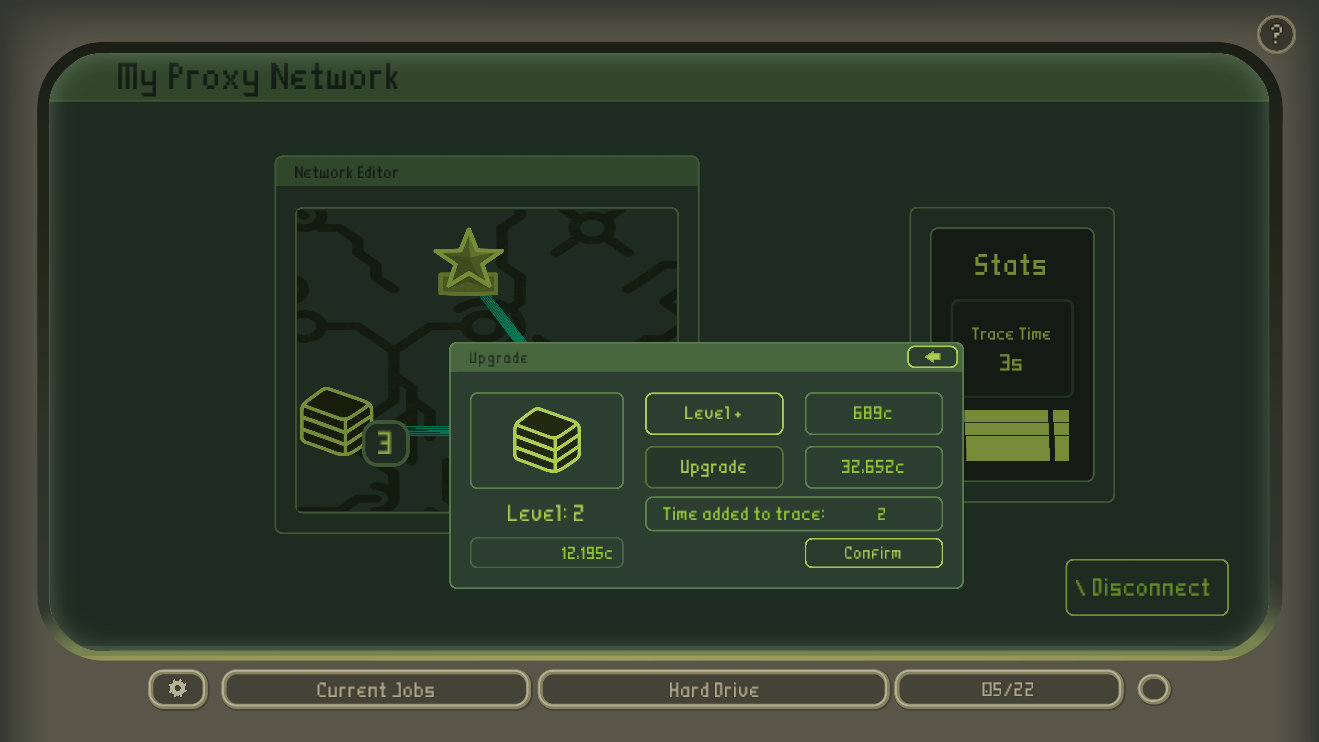 ?
My Proxy Network
Network Editor
Stats
Trace Time
3s
3
Upgrade
Level +
689c
Upgrade
32,652c
Level: 2
Time added to trace: 2
12,195c
Confirm
\ Disconnect
Current Jobs
Hard Drive
05/22